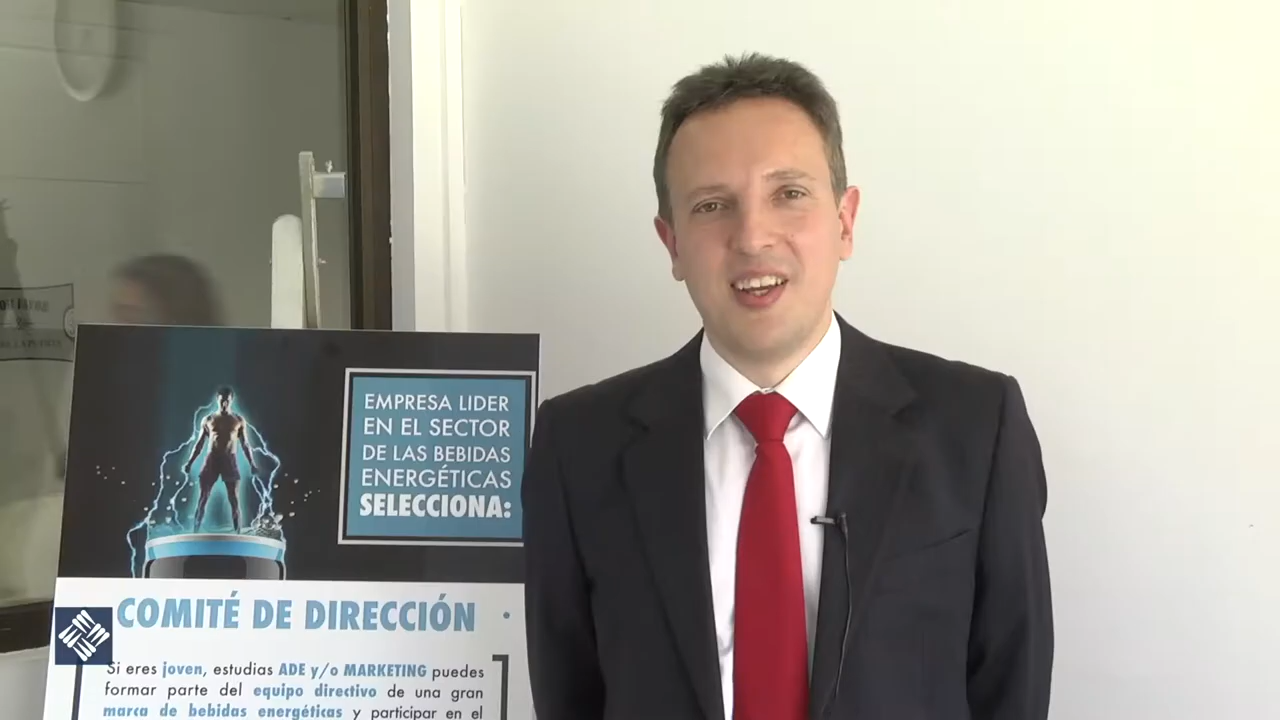 EMPRESA LIDER
EN EL SECTOR
DE LAS BEBIDAS
ENERGÉTICAS
SELECCIONA:
COMITÉ DE DIRECCIÓN
Si eres joven, estudias ADE y/o MARKETING puedes
formar parte del equipo directivo de una gran
marca de bebidas energéticas y participar en el